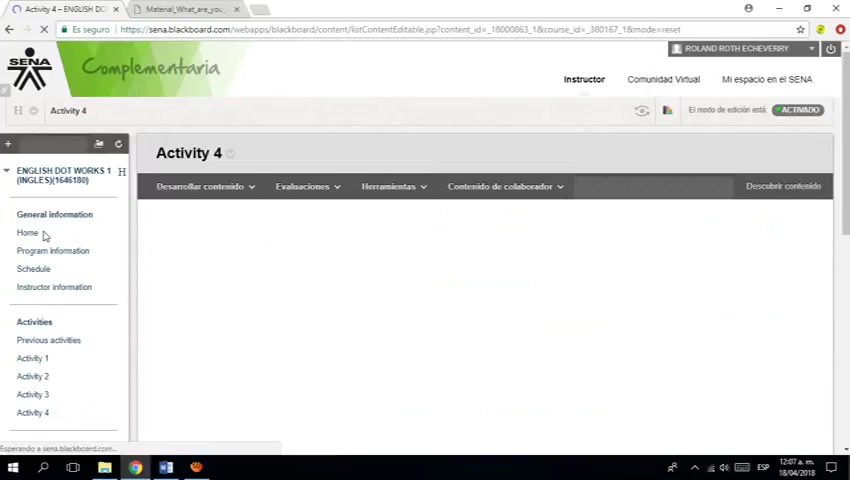 Activity 4 – ENGLISH DOT
Material_What_are_you_
Es seguro
https://sena.blackboard.com/webapps/blackboard/content/listContentEditable.jsp?content_id=_18000863_1&course_id=_380167_1&mode=reset
SENA
Complementaria
ROLAND ROTH ECHEVERRY
Instructor
Comunidad Virtual
Mi espacio en el SENA
Activity 4
El modo de edición está:
ACTIVADO
ENGLISH DOT WORKS 1
(INGLES)(1646180)
General information
Home
Program information
Schedule
Instructor information
Activities
Previous activities
Activity 1
Activity 2
Activity 3
Activity 4
Activity 4
Desarrollar contenido
Evaluaciones
Herramientas
Contenido de colaborador
Descubrir contenido
Esperando a sena.blackboard.com...
ESP
12:07 a. m.
18/04/2018